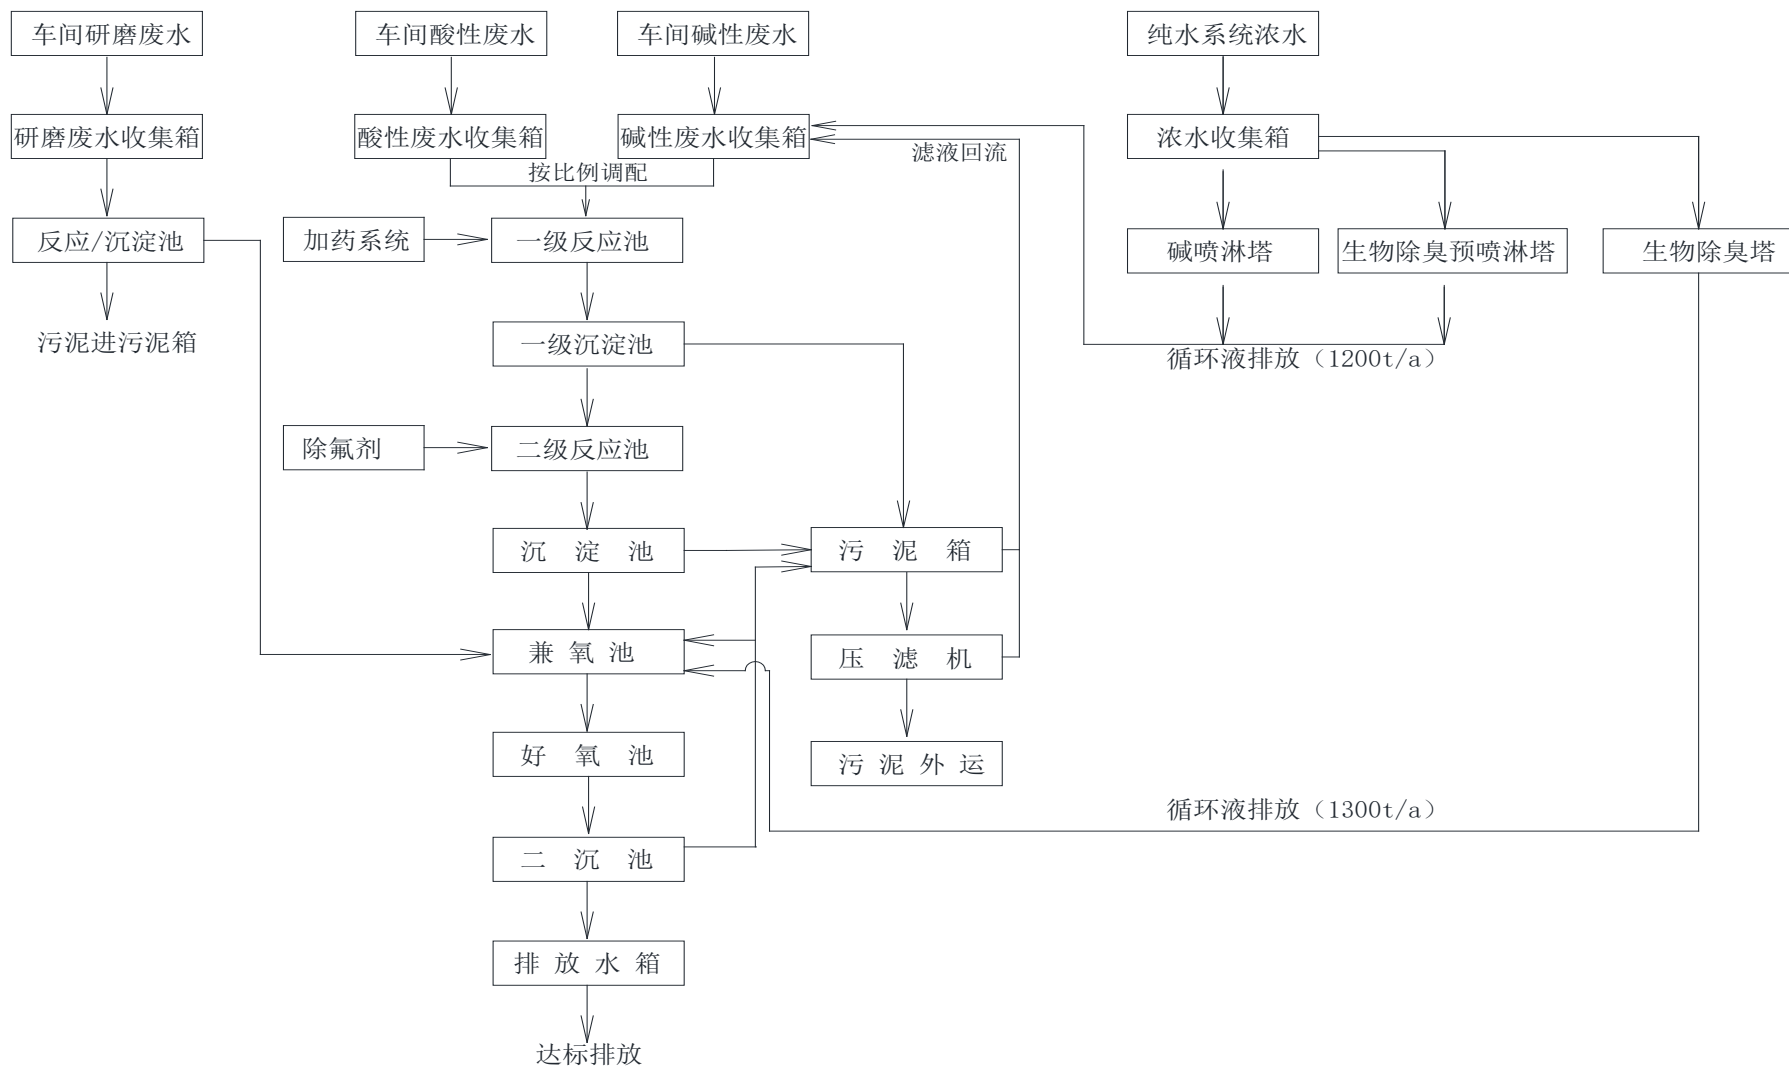 车间研磨废水
车间酸性废水
车间碱性废水
纯水系统浓水
研磨废水收集箱
酸性废水收集箱
碱性废水收集箱
浓水收集箱
滤液回流
按比例调配
反应/沉淀池
加药系统
一级反应池
碱喷淋塔
生物除臭预喷淋塔
生物除臭塔
污泥进污泥箱
一级沉淀池
循环液排放（1200t/a）
除氟剂
二级反应池
沉淀池
污泥箱
兼氧池
压滤机
好氧池
污泥外运
循环液排放（1300t/a）
二沉池
排放水箱
达标排放